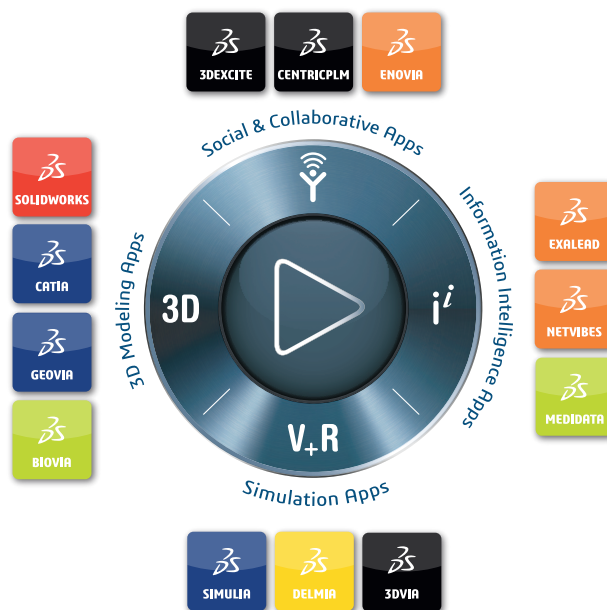 3DEXCITE
CENTRICPLM
ENOVIA
Social & Collaborative Apps
SOLIDWORKS
CATIA
GEOVIA
BIOVIA
3D Modeling Apps
3D
iⁱ
V+R
Information Intelligence Apps
EXALEAD
NETVIBES
MEDIDATA
Simulation Apps
SIMULIA
DELMIA
3DVIA